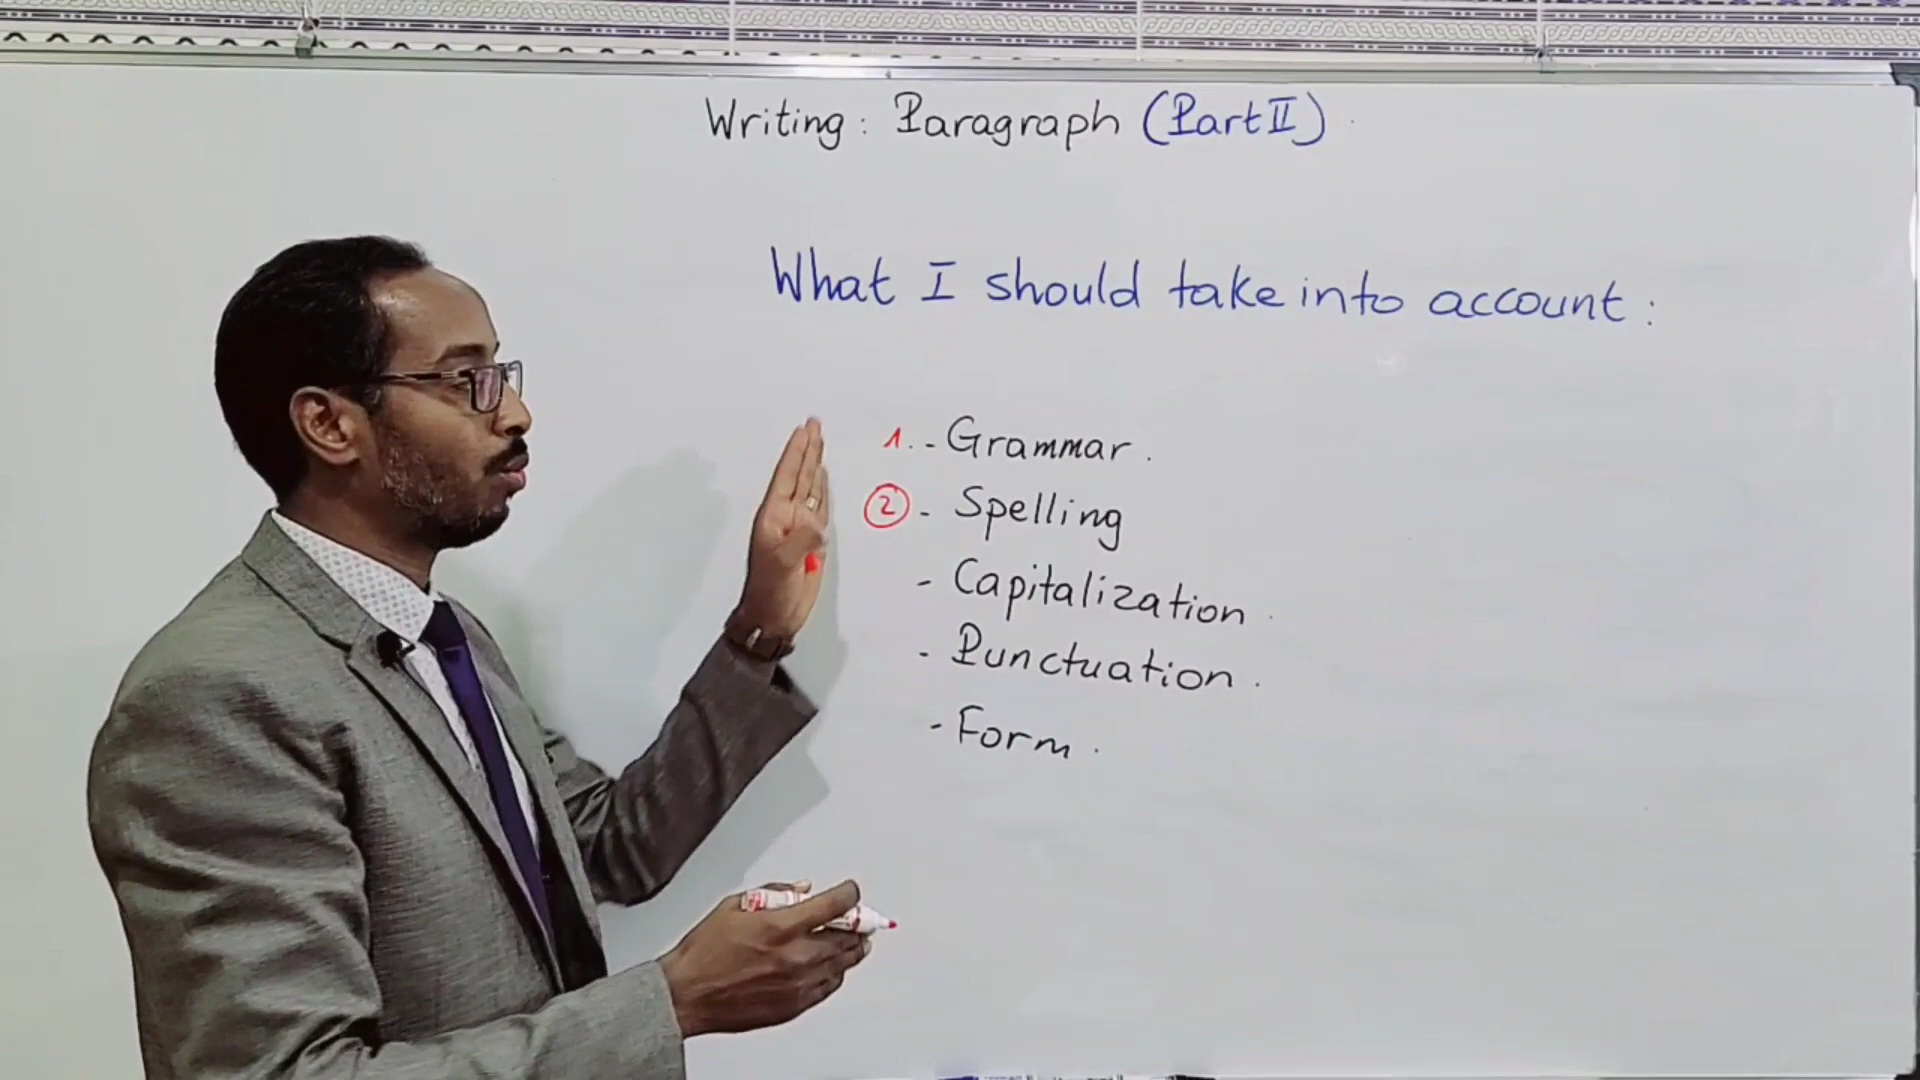 Writing: Paragraph (Part II)
What I should take into account:
1. - Grammar.
2 - Spelling
- Capitalization.
- Punctuation.
- Form.